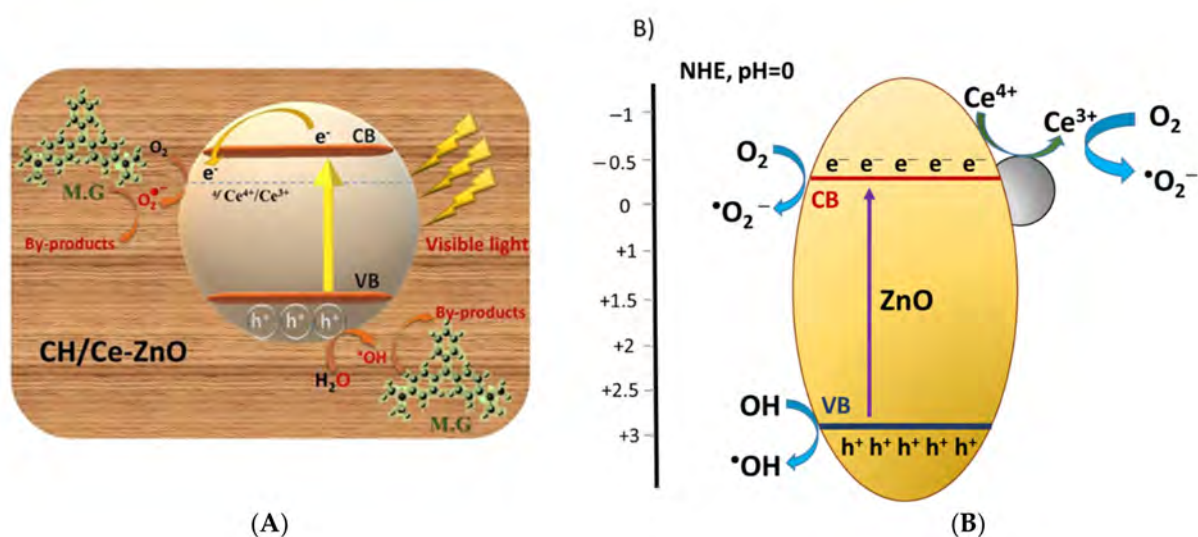 B)
NHE, pH=0
−1
−0.5
0
+1
+1.5
+2
+2.5
+3
M.G
O₂
O₂•⁻
By-products
e⁻
e⁻
CB
4f Ce⁴⁺/Ce³⁺
Visible light
VB
h⁺ h⁺ h⁺
By-products
•OH
H₂O
M.G
CH/Ce-ZnO
Ce⁴⁺
Ce³⁺
O₂
•O₂⁻
O₂
•O₂⁻
e⁻ e⁻ e⁻ e⁻ e⁻
CB
ZnO
OH
•OH
VB
h⁺ h⁺ h⁺ h⁺ h⁺
(A)
(B)